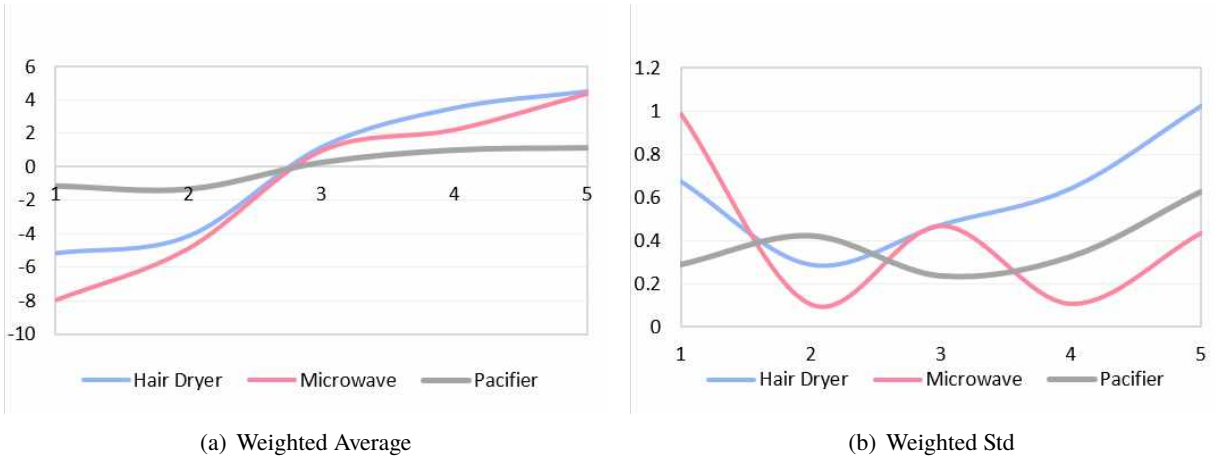 6
4
2
0
-2
-4
-6
-8
-10
1 2 3 4 5
Hair Dryer Microwave Pacifier
(a) Weighted Average
1.2
1
0.8
0.6
0.4
0.2
0
1 2 3 4 5
Hair Dryer Microwave Pacifier
(b) Weighted Std